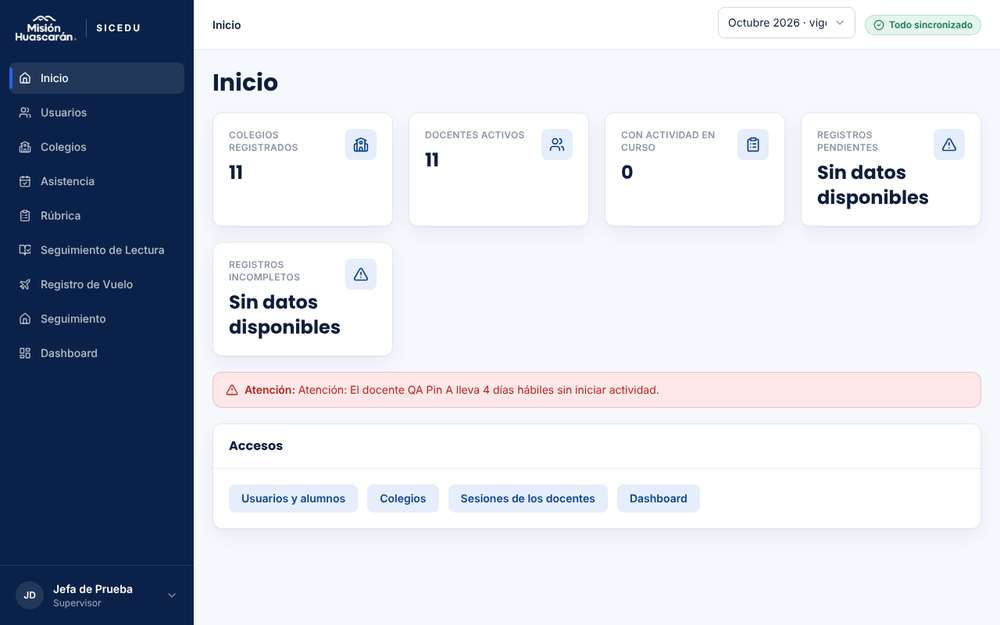 Misión
Huascarán.
SICEDU
Inicio
Usuarios
Colegios
Asistencia
Rúbrica
Seguimiento de Lectura
Registro de Vuelo
Seguimiento
Dashboard
JD
Jefa de Prueba
Supervisor
Inicio
Octubre 2026 · vig
Todo sincronizado
Inicio
COLEGIOS
REGISTRADOS
11
DOCENTES ACTIVOS
11
CON ACTIVIDAD EN
CURSO
0
REGISTROS
PENDIENTES
Sin datos
disponibles
REGISTROS
INCOMPLETOS
Sin datos
disponibles
Atención: Atención: El docente QA Pin A lleva 4 días hábiles sin iniciar actividad.
Accesos
Usuarios y alumnos
Colegios
Sesiones de los docentes
Dashboard